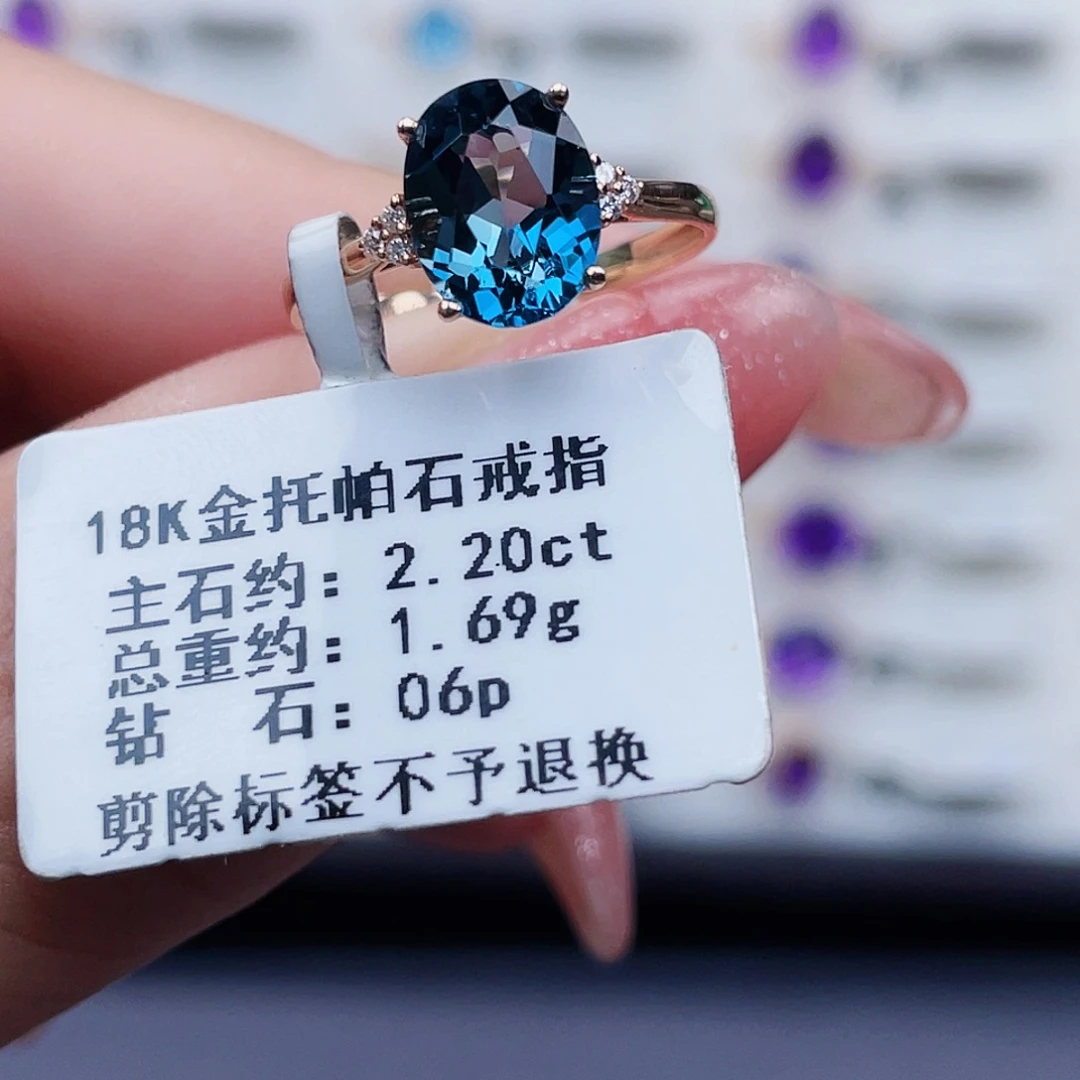 18K金托帕石戒指
主石约：2.20ct
总重约：1.69g
钻　石：06p
剪除标签不予退换